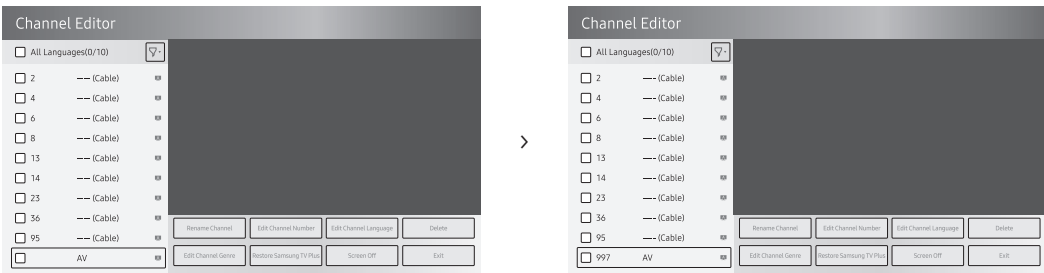 Channel Editor
All Languages(0/10)
2 –– (Cable)
4 –– (Cable)
6 –– (Cable)
8 –– (Cable)
13 –– (Cable)
14 –– (Cable)
23 –– (Cable)
36 –– (Cable)
95 –– (Cable)
AV
Rename Channel Edit Channel Number Edit Channel Language Delete
Edit Channel Genre Restore Samsung TV Plus Screen Off Exit
>
Channel Editor
All Languages(0/10)
2 –-- (Cable)
4 –-- (Cable)
6 –-- (Cable)
8 –-- (Cable)
13 –-- (Cable)
14 –-- (Cable)
23 –-- (Cable)
36 –-- (Cable)
95 –-- (Cable)
997 AV
Rename Channel Edit Channel Number Edit Channel Language Delete
Edit Channel Genre Restore Samsung TV Plus Screen Off Exit